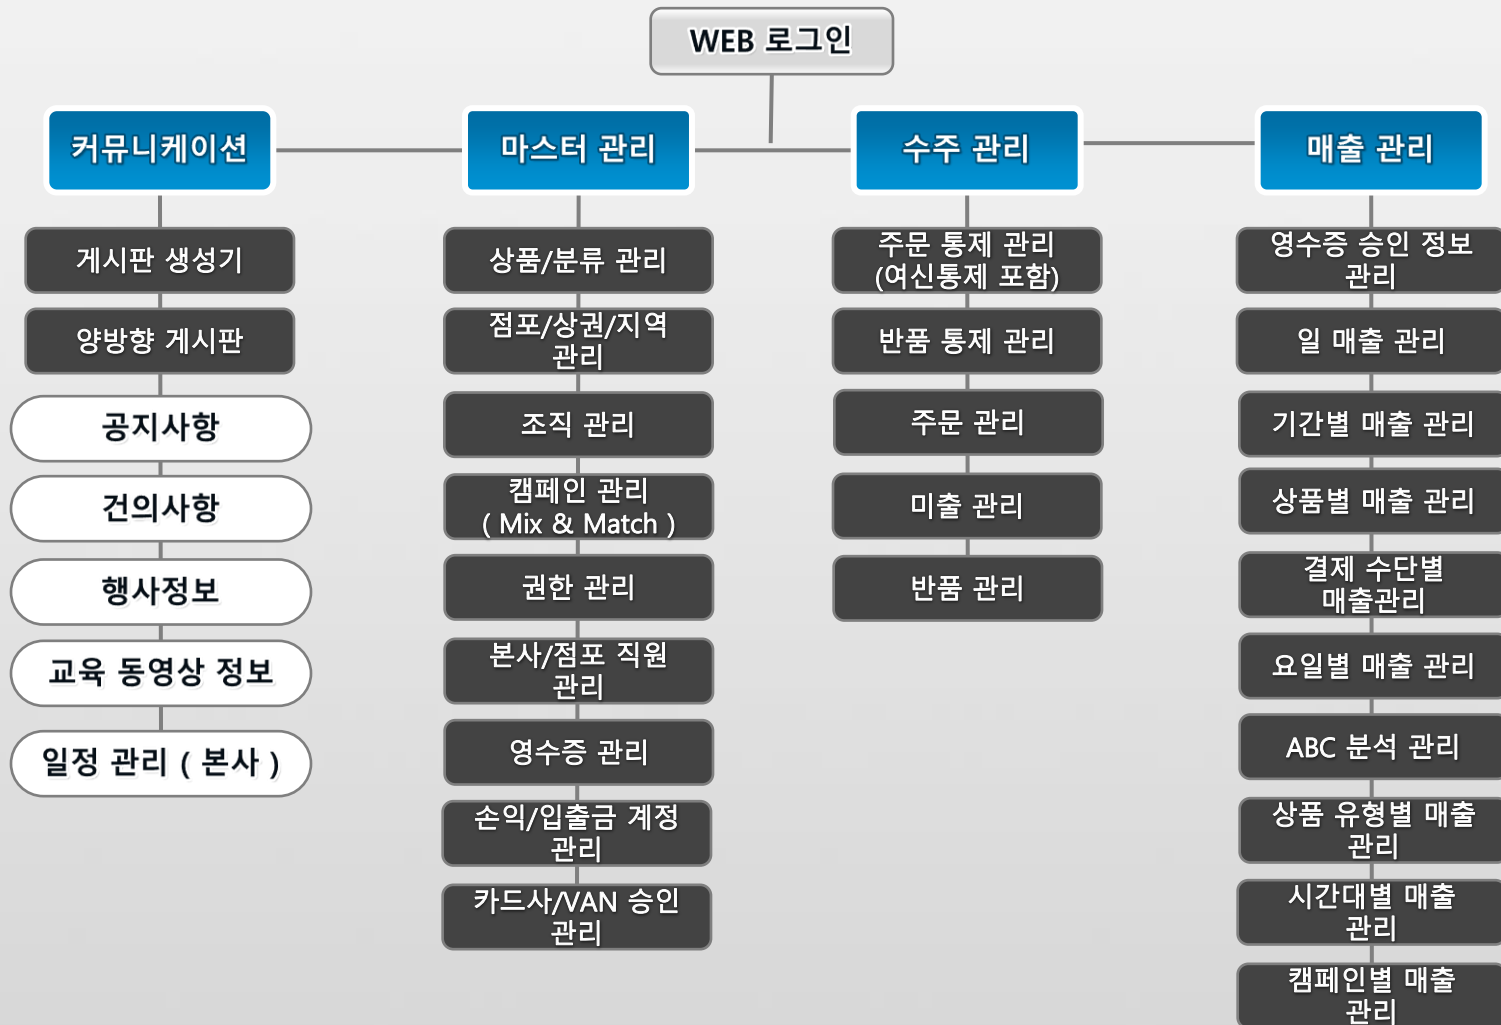 WEB 로그인
커뮤니케이션
마스터 관리
수주 관리
매출 관리
게시판 생성기
양방향 게시판
공지사항
건의사항
행사정보
교육 동영상 정보
일정 관리 ( 본사 )
상품/분류 관리
점포/상권/지역
관리
조직 관리
캠페인 관리
( Mix & Match )
권한 관리
본사/점포 직원
관리
영수증 관리
손익/입출금 계정
관리
카드사/VAN 승인
관리
주문 통제 관리
(여신통제 포함)
반품 통제 관리
주문 관리
미출 관리
반품 관리
영수증 승인 정보
관리
일 매출 관리
기간별 매출 관리
상품별 매출 관리
결제 수단별
매출관리
요일별 매출 관리
ABC 분석 관리
상품 유형별 매출
관리
시간대별 매출
관리
캠페인별 매출
관리